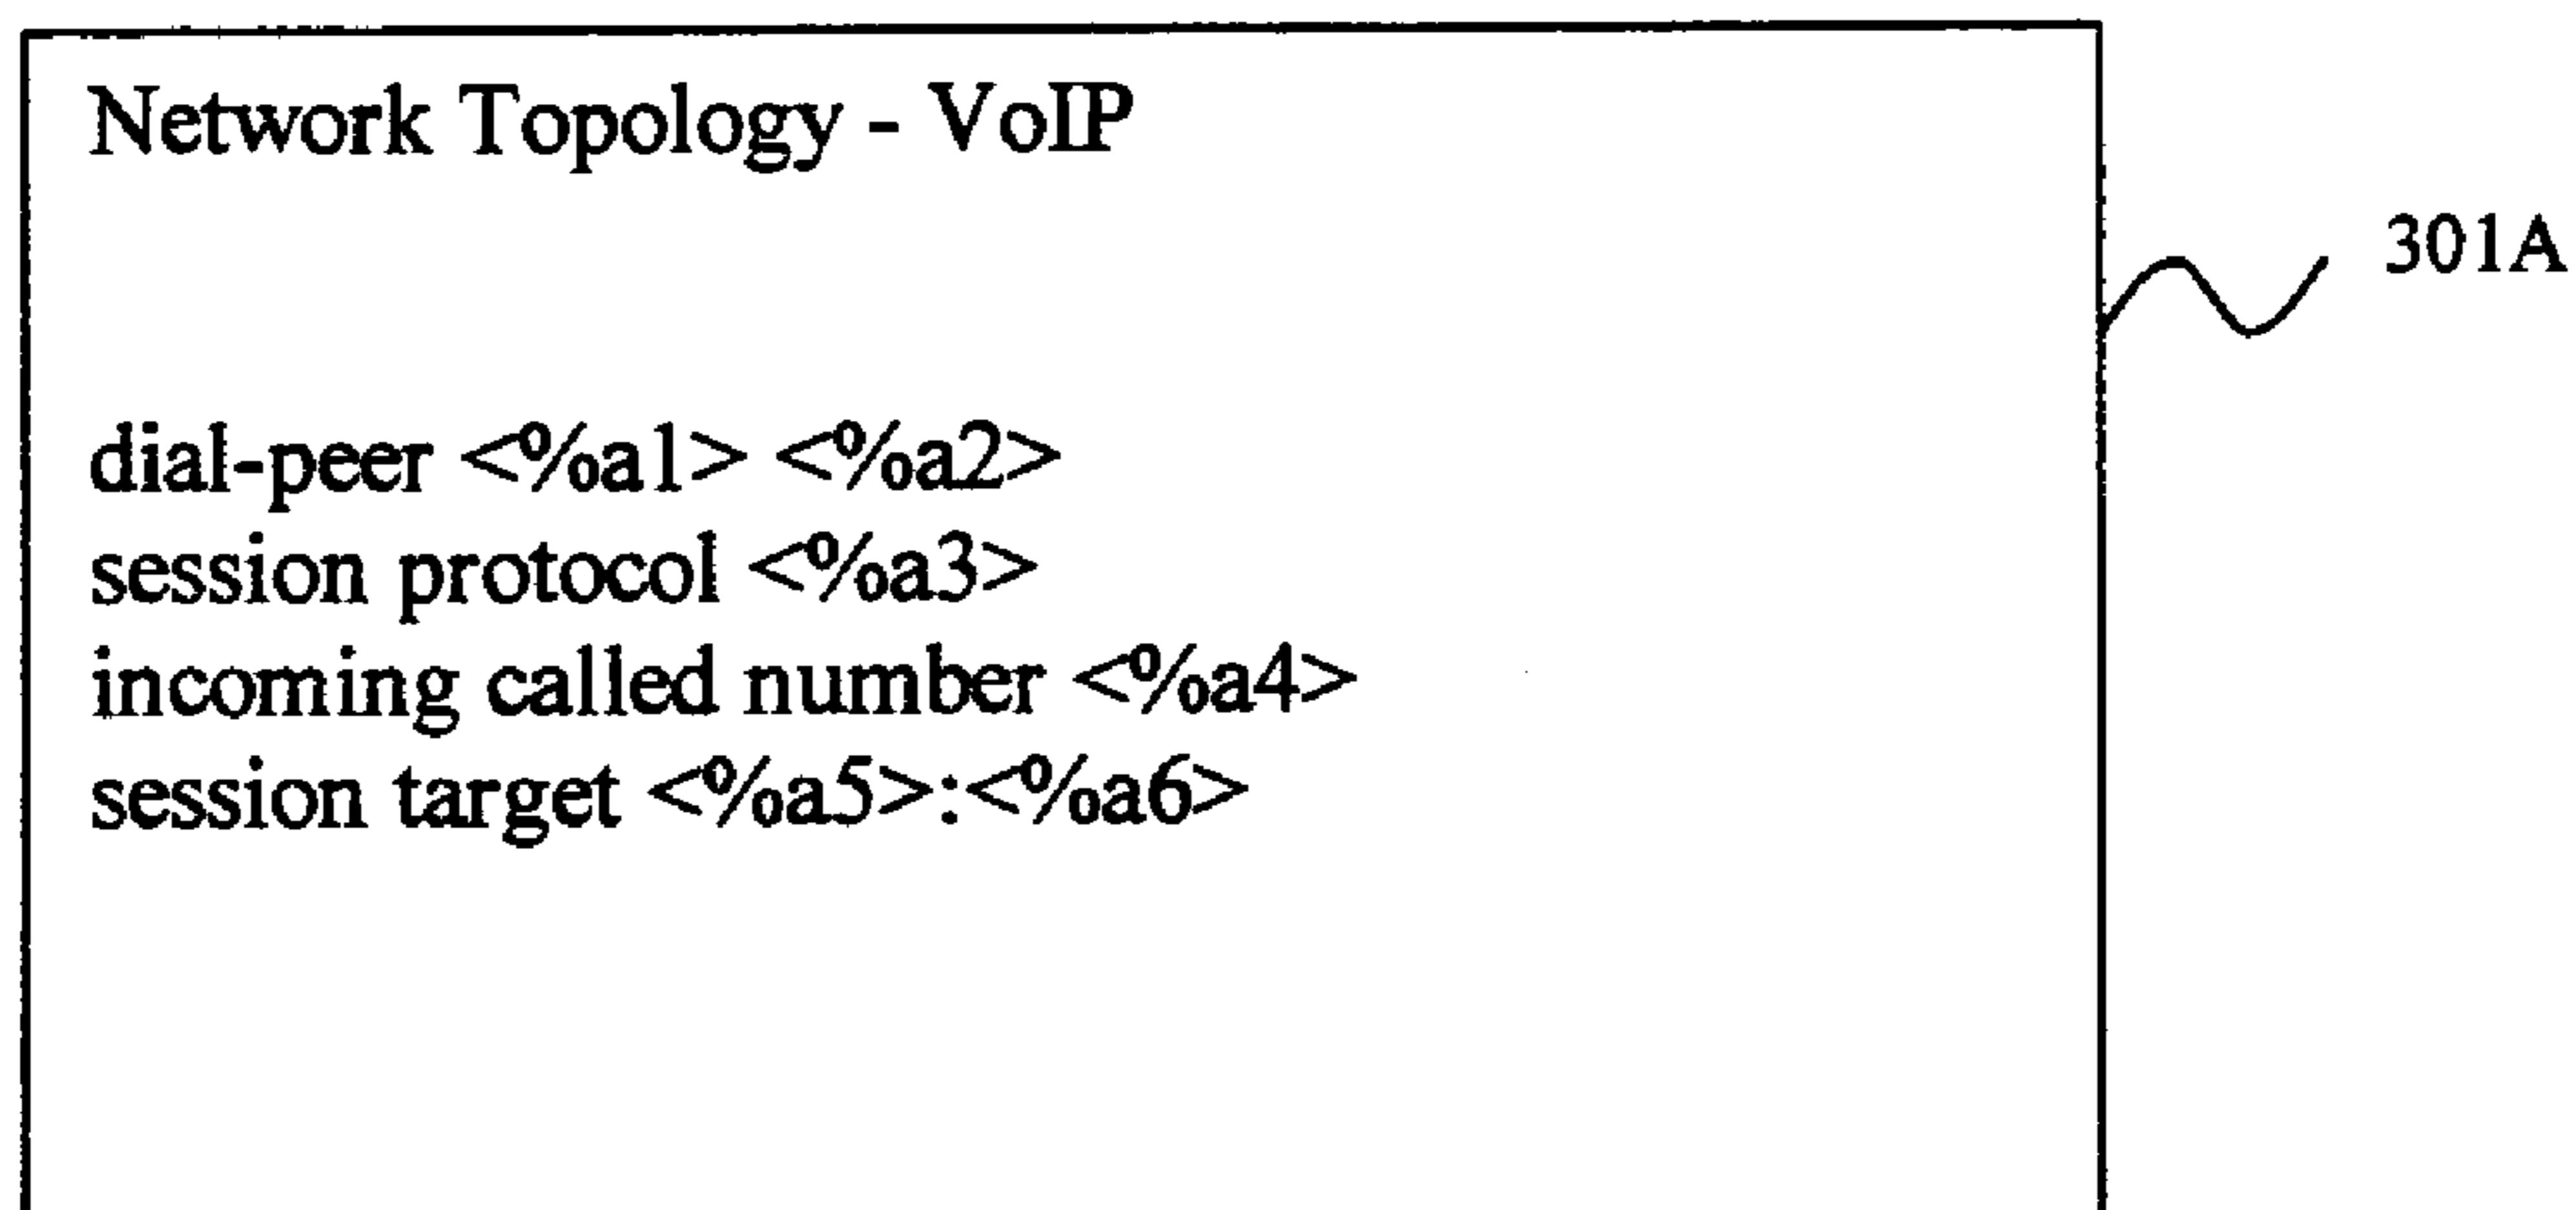 Network Topology - VoIP
301A
dial-peer <%a1> <%a2>
session protocol <%a3>
incoming called number <%a4>
session target <%a5>:<%a6>